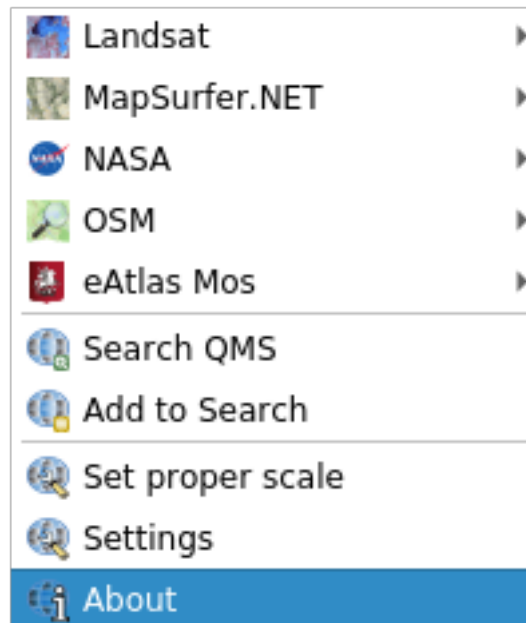 Landsat
MapSurfer.NET
NASA
OSM
eAtlas Mos
Search QMS
Add to Search
Set proper scale
Settings
About